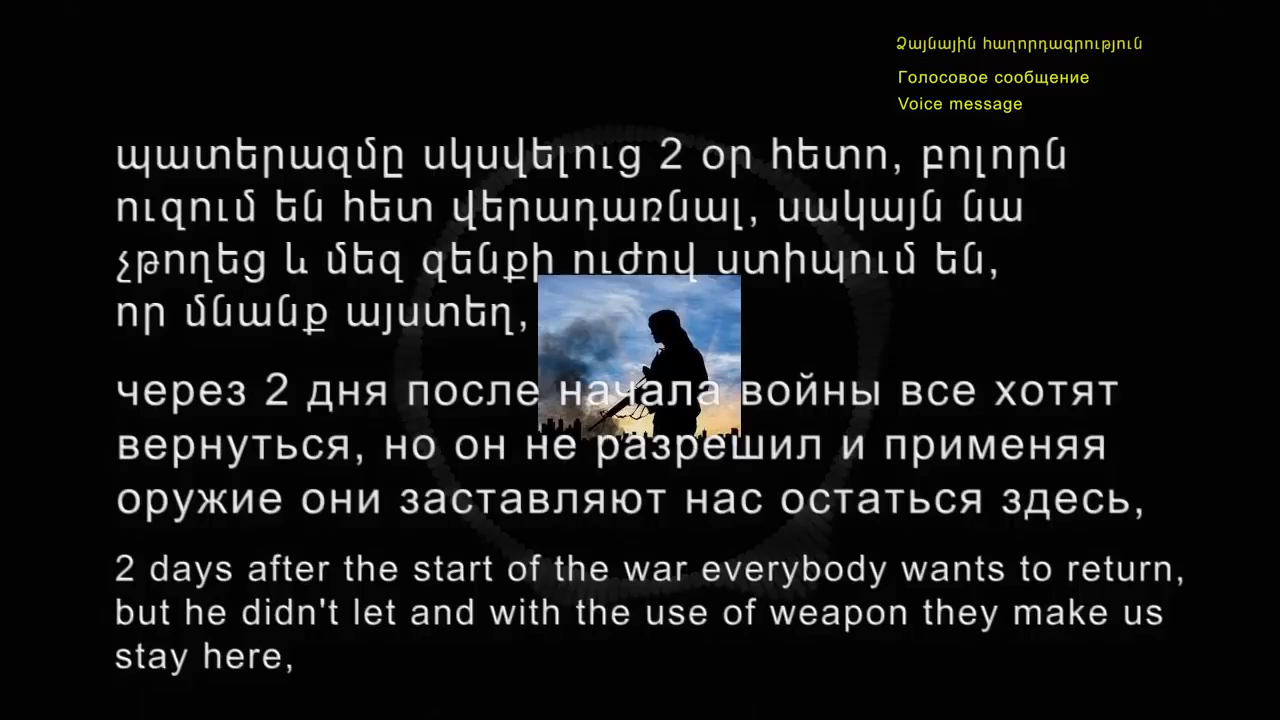 Ձայնային հաղորդագրություն
Голосовое сообщение
Voice message
պատերազմը սկսվելուց 2 օր հետո, բոլորն
ուզում են հետ վերադառնալ, սակայն նա
չթողեց և մեզ զենքի ուժով ստիպում են,
որ մնանք այստեղ,
через 2 дня после начала войны все хотят
вернуться, но он не разрешил и применяя
оружие они заставляют нас остаться здесь,
2 days after the start of the war everybody wants to return,
but he didn't let and with the use of weapon they make us
stay here,